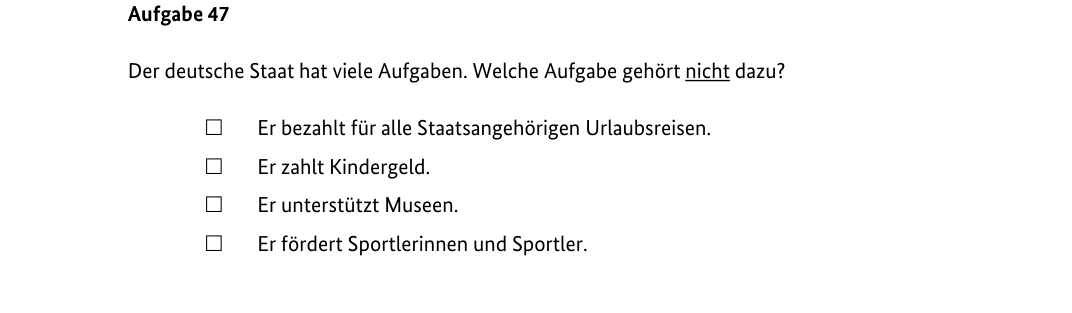 Aufgabe 47
Der deutsche Staat hat viele Aufgaben. Welche Aufgabe gehört nicht dazu?
☐ Er bezahlt für alle Staatsangehörigen Urlaubsreisen.
☐ Er zahlt Kindergeld.
☐ Er unterstützt Museen.
☐ Er fördert Sportlerinnen und Sportler.